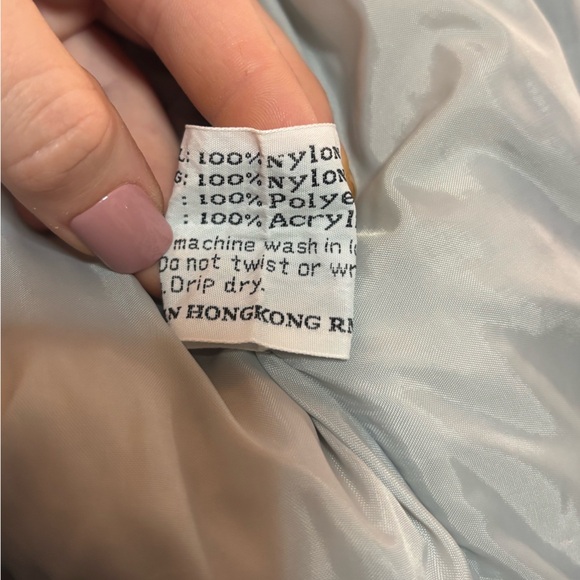 L: 100% Nylon
G: 100% Nylon
: 100% Polye
: 100% Acryl
machine wash in l
Do not twist or wr
. Drip dry.
IN HONGKONG RN